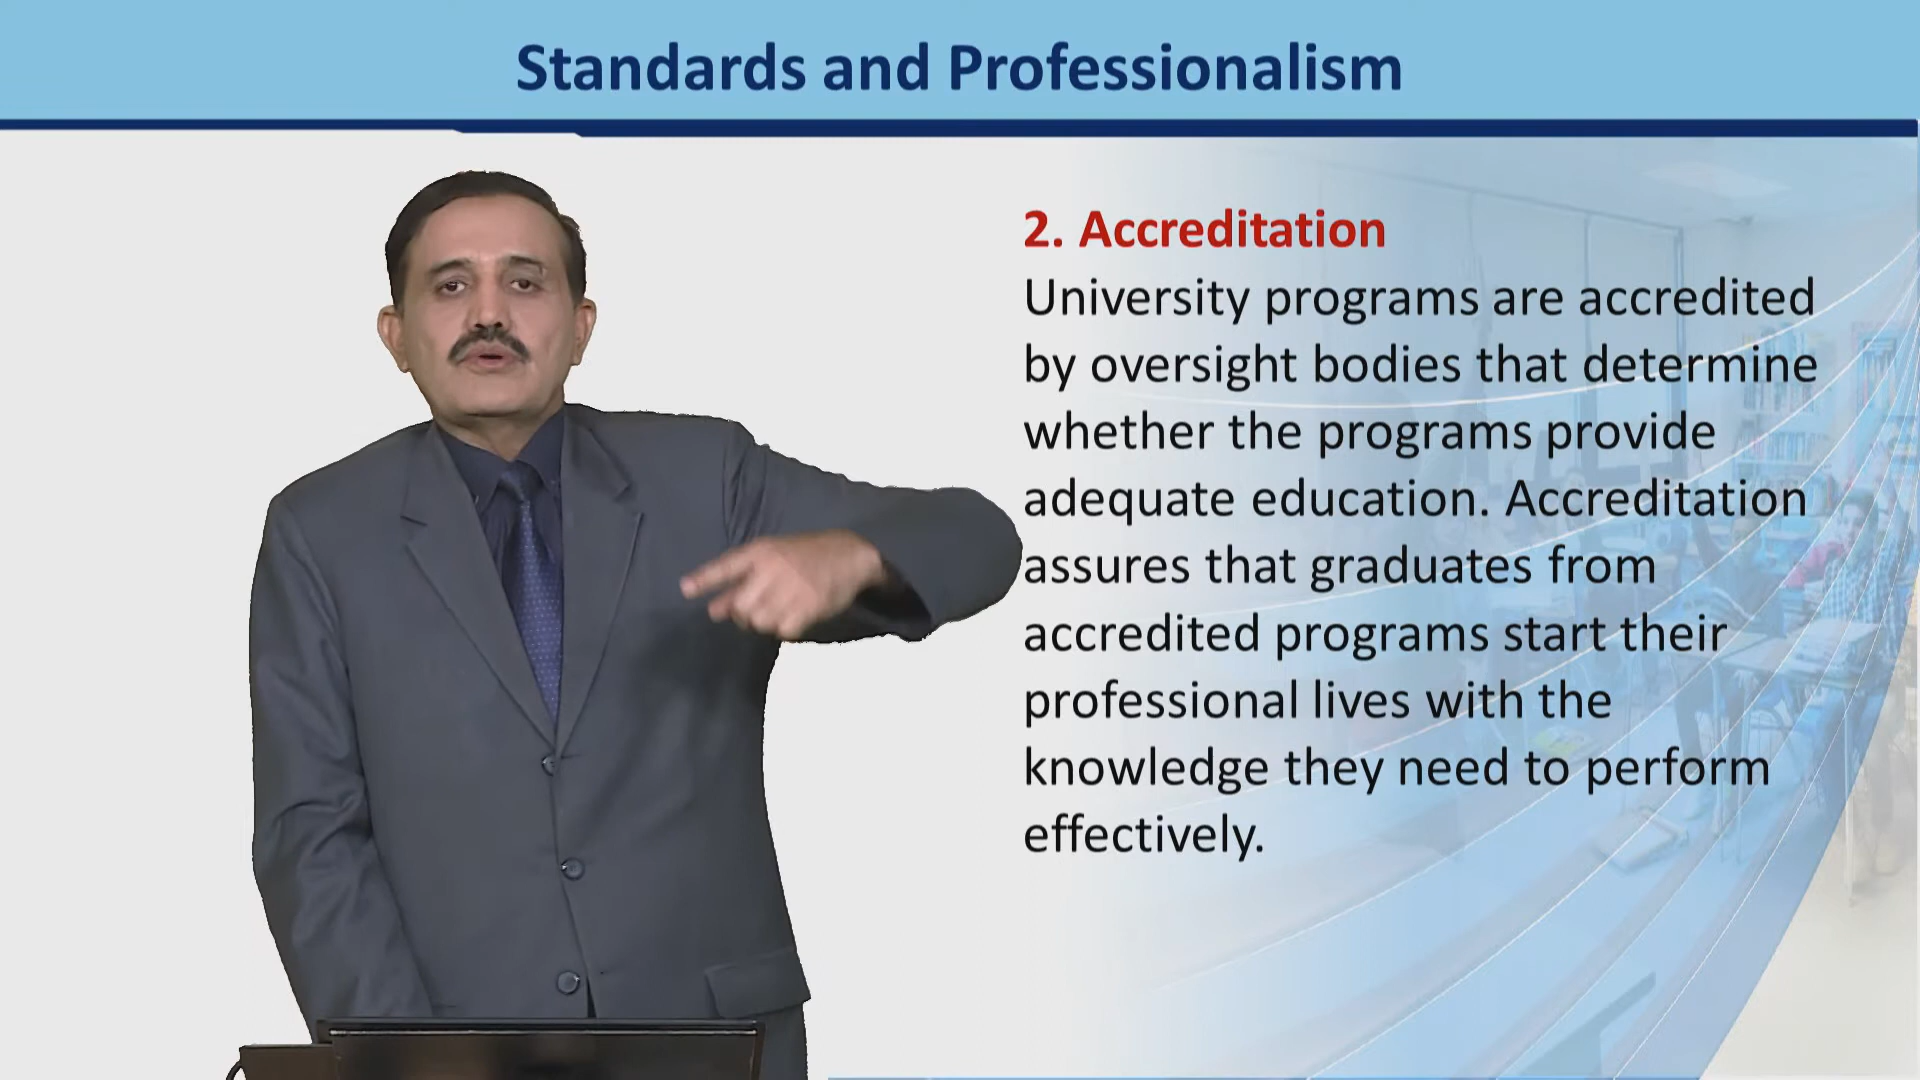 Standards and Professionalism
2. Accreditation
University programs are accredited
by oversight bodies that determine
whether the programs provide
adequate education. Accreditation
assures that graduates from
accredited programs start their
professional lives with the
knowledge they need to perform
effectively.